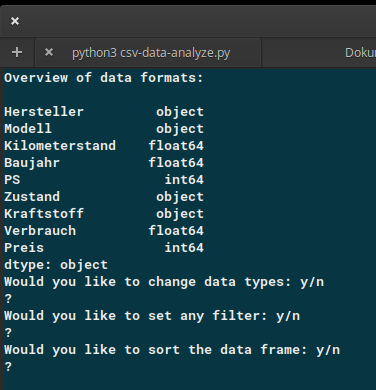 python3 csv-data-analyze.py
Overview of data formats:
Hersteller object
Modell object
Kilometerstand float64
Baujahr float64
PS int64
Zustand object
Kraftstoff object
Verbrauch float64
Preis int64
dtype: object
Would you like to change data types: y/n
?
Would you like to set any filter: y/n
?
Would you like to sort the data frame: y/n
?